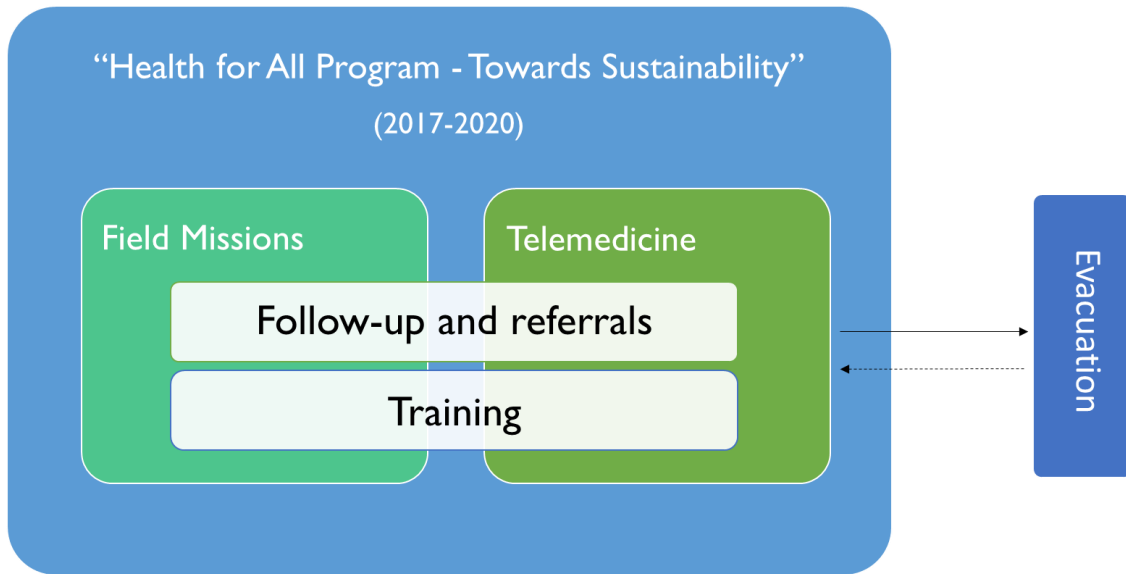 “Health for All Program - Towards Sustainability”
(2017-2020)
Field Missions
Telemedicine
Follow-up and referrals
Training
Evacuation